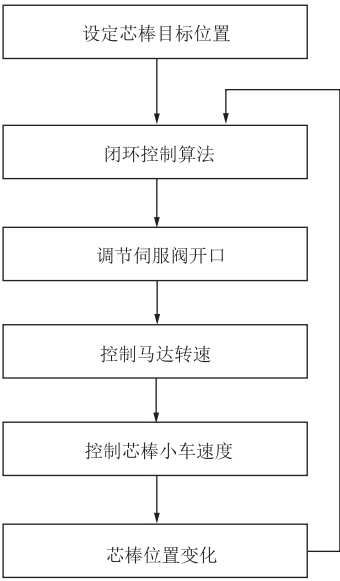 设定芯棒目标位置
闭环控制算法
调节伺服阀开口
控制马达转速
控制芯棒小车速度
芯棒位置变化